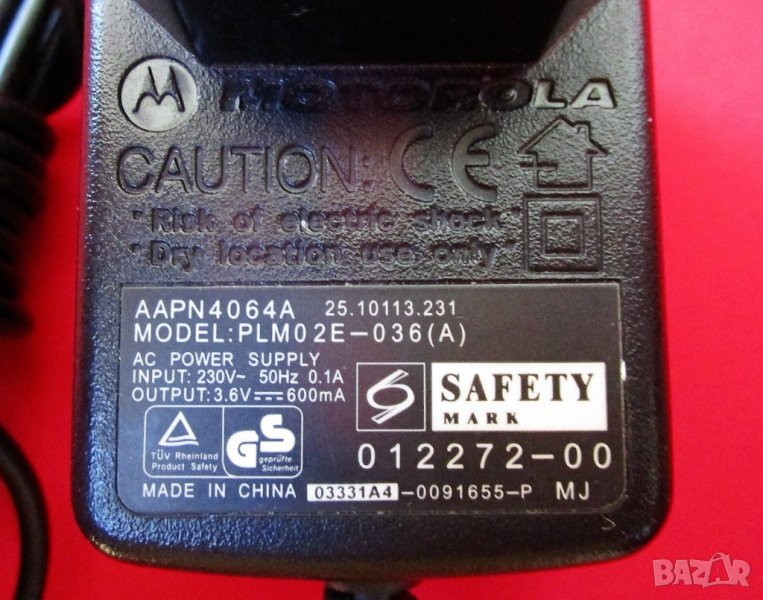 MOTOROLA
CAUTION: CE
"Risk of electric shock"
"Dry location use only"
AAPN4064A 25.10113.231
MODEL:PLM02E-036(A)
AC POWER SUPPLY
INPUT: 230V~ 50Hz 0.1A
OUTPUT:3.6V⎓600mA
SAFETY
MARK
TÜV Rheinland
Product Safety
GS
geprüfte
Sicherheit
012272-00
MADE IN CHINA 03331A4-0091655-P MJ
BAZAR